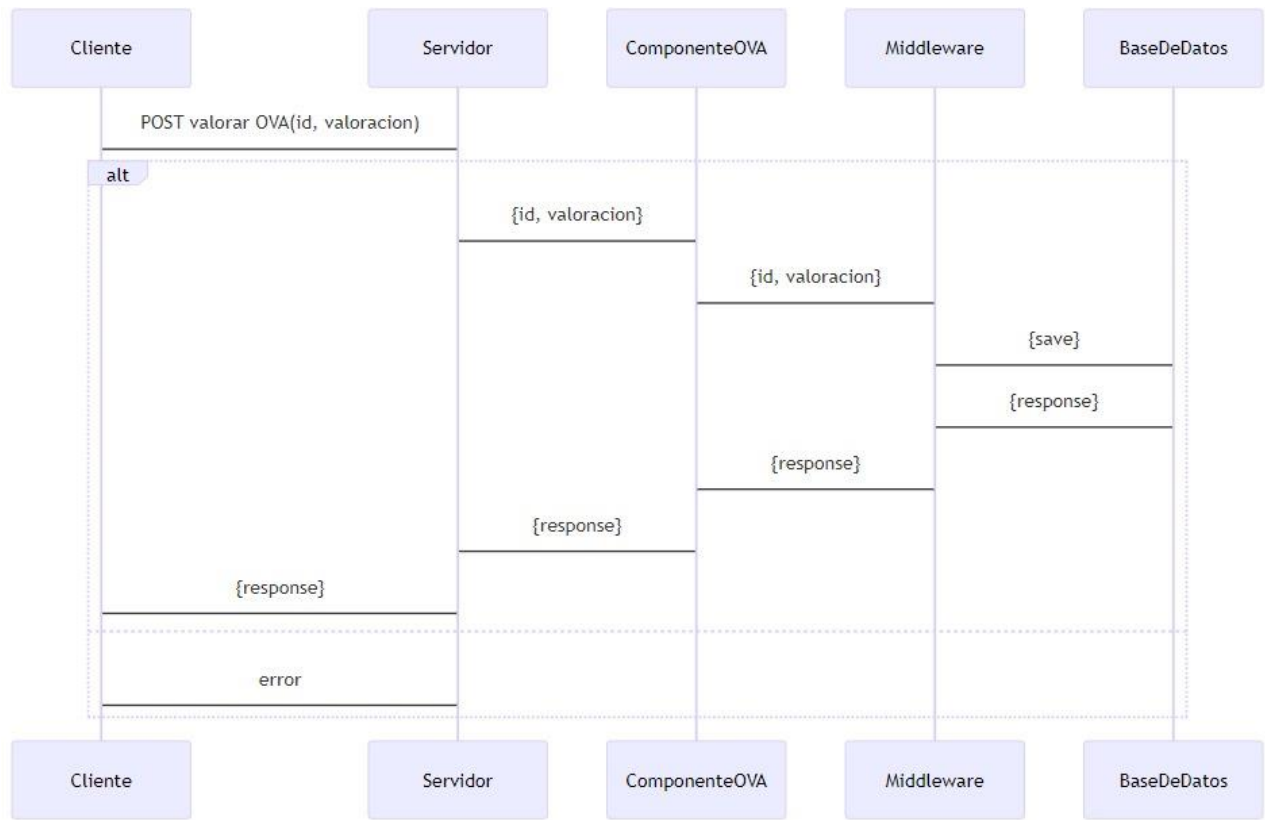 Cliente
Servidor
ComponenteOVA
Middleware
BaseDeDatos
POST valorar OVA(id, valoracion)
alt
{id, valoracion}
{id, valoracion}
{save}
{response}
{response}
{response}
{response}
error
Cliente
Servidor
ComponenteOVA
Middleware
BaseDeDatos